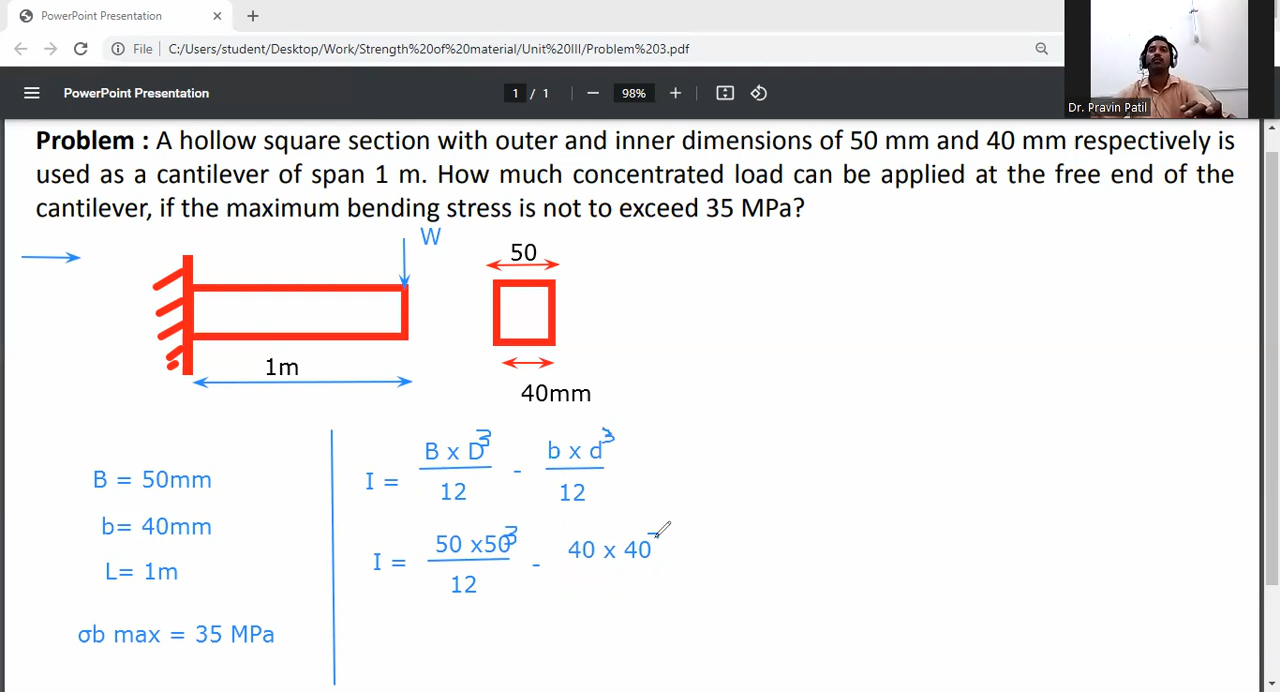 PowerPoint Presentation
File
C:/Users/student/Desktop/Work/Strength%20of%20material/Unit%20III/Problem%203.pdf
PowerPoint Presentation
1 / 1
98%
Dr. Pravin Patil
Problem : A hollow square section with outer and inner dimensions of 50 mm and 40 mm respectively is
used as a cantilever of span 1 m. How much concentrated load can be applied at the free end of the
cantilever, if the maximum bending stress is not to exceed 35 MPa?
W
50
1m
40mm
B = 50mm
b= 40mm
L= 1m
σb max = 35 MPa
I = B x D³ / 12 - b x d³ / 12
I = 50 x50³ / 12 - 40 x 40